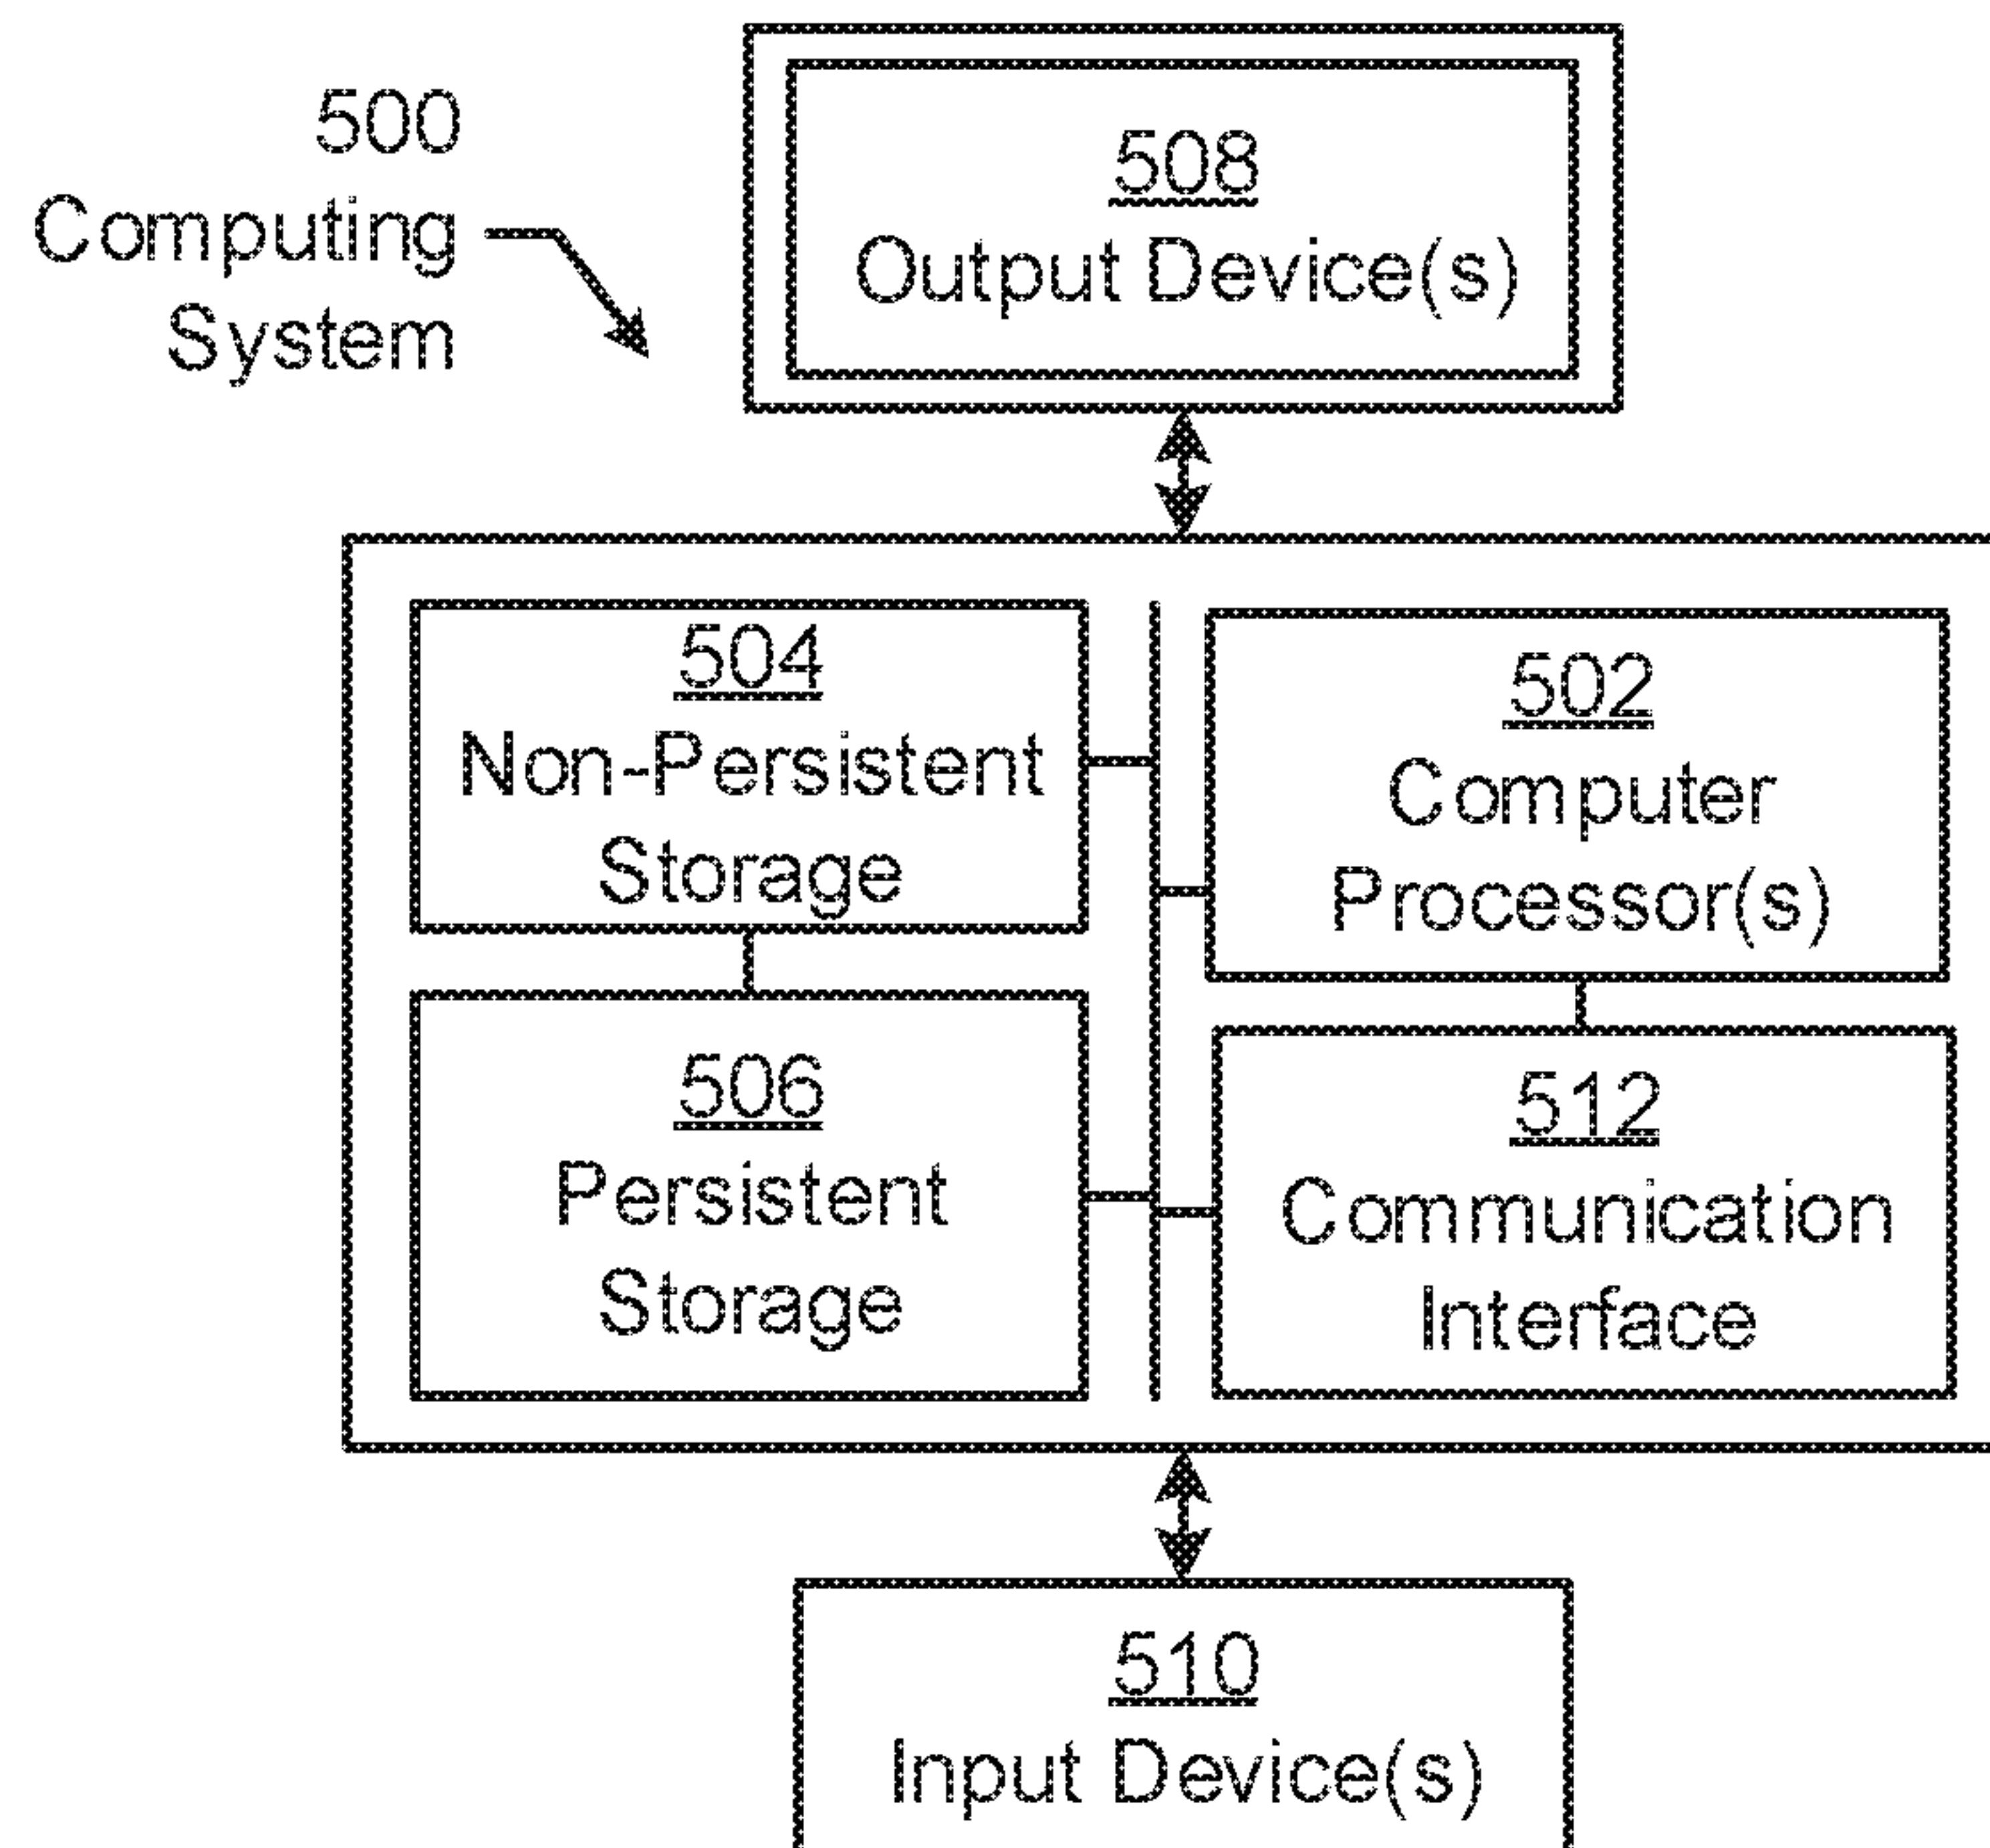 500
Computing
System
508
Output Device(s)
504
Non-Persistent
Storage
502
Computer
Processor(s)
506
Persistent
Storage
512
Communication
Interface
510
Input Device(s)